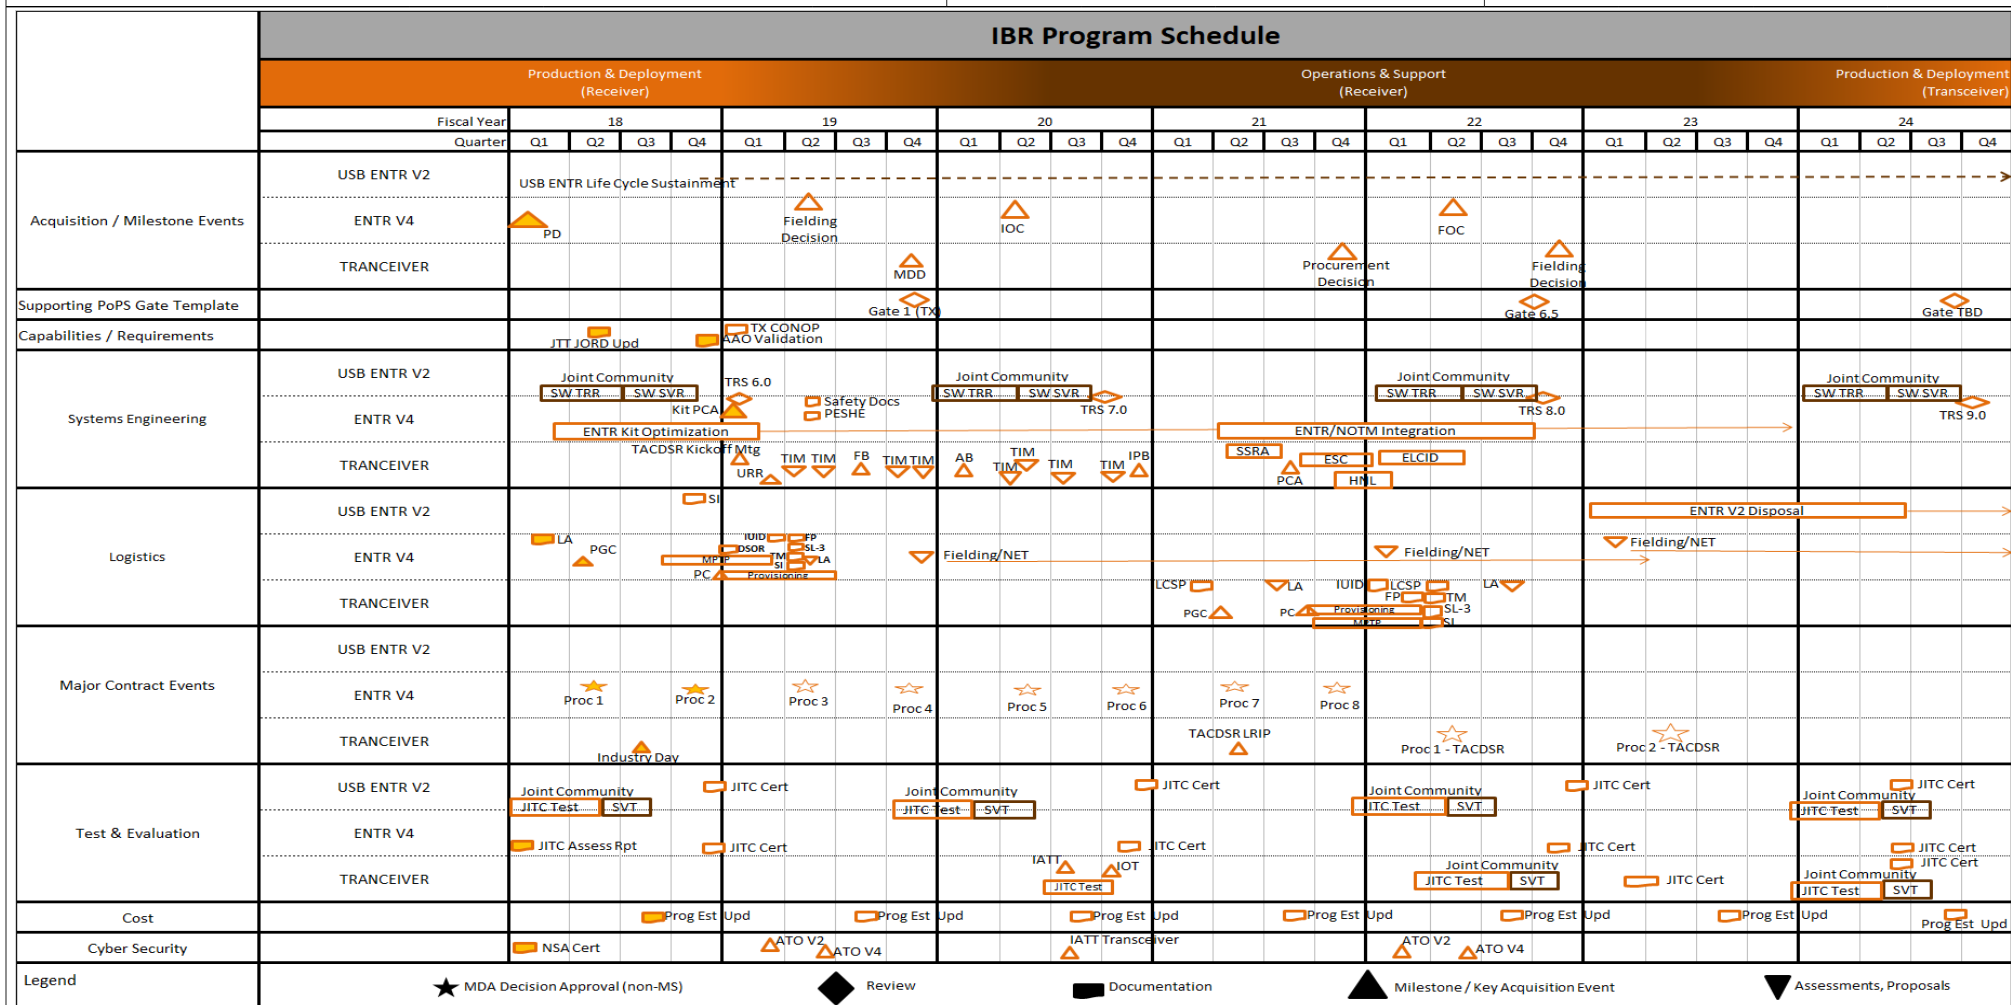 IBR Program Schedule
Production & Deployment
(Receiver)
Operations & Support
(Receiver)
Production & Deployment
(Transceiver)
Fiscal Year 18 19 20 21 22 23 24
Quarter Q1 Q2 Q3 Q4 Q1 Q2 Q3 Q4 Q1 Q2 Q3 Q4 Q1 Q2 Q3 Q4 Q1 Q2 Q3 Q4 Q1 Q2 Q3 Q4 Q1 Q2 Q3 Q4
Acquisition / Milestone Events
USB ENTR V2
USB ENTR Life Cycle Sustainment
ENTR V4
PD
Fielding
Decision
IOC
FOC
TRANCEIVER
MDD
Procurement
Decision
Fielding
Decision
Supporting PoPS Gate Template
Gate 1 (TX)
Gate 6.5
Gate TBD
Capabilities / Requirements
JTT JORD Upd
TX CONOP
AAO Validation
Systems Engineering
USB ENTR V2
Joint Community
SW TRR SW SVR
TRS 6.0
Joint Community
SW TRR SW SVR
TRS 7.0
Joint Community
SW TRR SW SVR
TRS 8.0
Joint Community
SW TRR SW SVR
TRS 9.0
ENTR V4
Kit PCA
Safety Docs
PESHE
ENTR Kit Optimization
ENTR/NOTM Integration
TRANCEIVER
TACDSR Kickoff Mtg
URR
TIM TIM
FB
TIM TIM
AB
TIM
TIM
TIM
TIM
IPB
SSRA
PCA
ESC
HNL
ELCID
Logistics
USB ENTR V2
SI
ENTR V2 Disposal
ENTR V4
LA
PGC
MPTP
PC
IUID
DSOR
TM
SI
FP
SL-3
LA
Provisioning
Fielding/NET
Fielding/NET
Fielding/NET
TRANCEIVER
LCSP
PGC
LA
PC
IUID
LCSP
FP
TM
SL-3
SI
LA
Provisioning
MPTP
Major Contract Events
USB ENTR V2
ENTR V4
Proc 1
Proc 2
Proc 3
Proc 4
Proc 5
Proc 6
Proc 7
Proc 8
TRANCEIVER
Industry Day
TACDSR LRIP
Proc 1 - TACDSR
Proc 2 - TACDSR
Test & Evaluation
USB ENTR V2
Joint Community
JITC Test SVT
JITC Cert
Joint Community
JITC Test SVT
JITC Cert
Joint Community
JITC Test SVT
JITC Cert
Joint Community
JITC Test SVT
JITC Cert
ENTR V4
JITC Assess Rpt
JITC Cert
JITC Cert
JITC Cert
JITC Cert
TRANCEIVER
IATT
IOT
JITC Test
Joint Community
JITC Test SVT
JITC Cert
JITC Cert
Joint Community
JITC Test SVT
Cost
Prog Est Upd
Prog Est Upd
Prog Est Upd
Prog Est Upd
Prog Est Upd
Prog Est Upd
Prog Est Upd
Cyber Security
NSA Cert
ATO V2
ATO V4
IATT Transceiver
ATO V2
ATO V4
Legend
MDA Decision Approval (non-MS)
Review
Documentation
Milestone / Key Acquisition Event
Assessments, Proposals